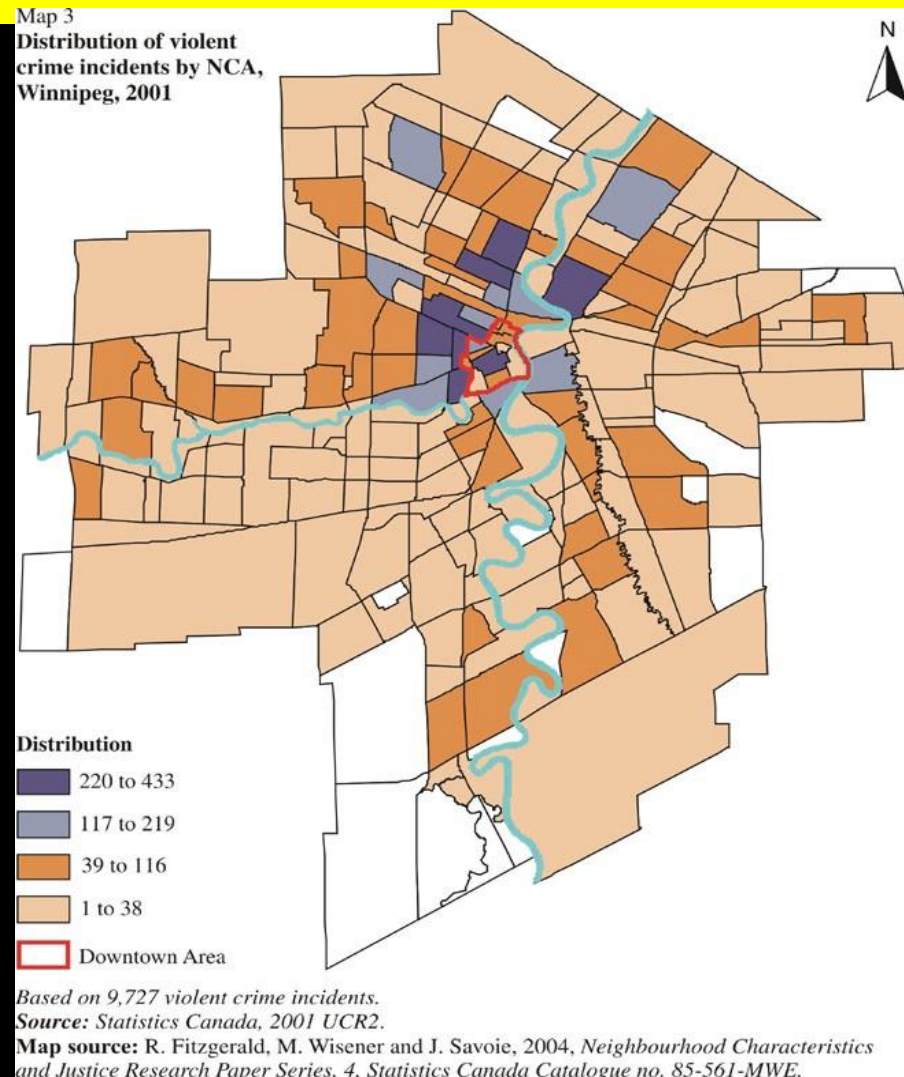 Map 3
Distribution of violent
crime incidents by NCA,
Winnipeg, 2001
N
Distribution
220 to 433
117 to 219
39 to 116
1 to 38
Downtown Area
Based on 9,727 violent crime incidents.
Source: Statistics Canada, 2001 UCR2.
Map source: R. Fitzgerald, M. Wisener and J. Savoie, 2004, Neighbourhood Characteristics
and Justice Research Paper Series, 4, Statistics Canada Catalogue no. 85-561-MWE.